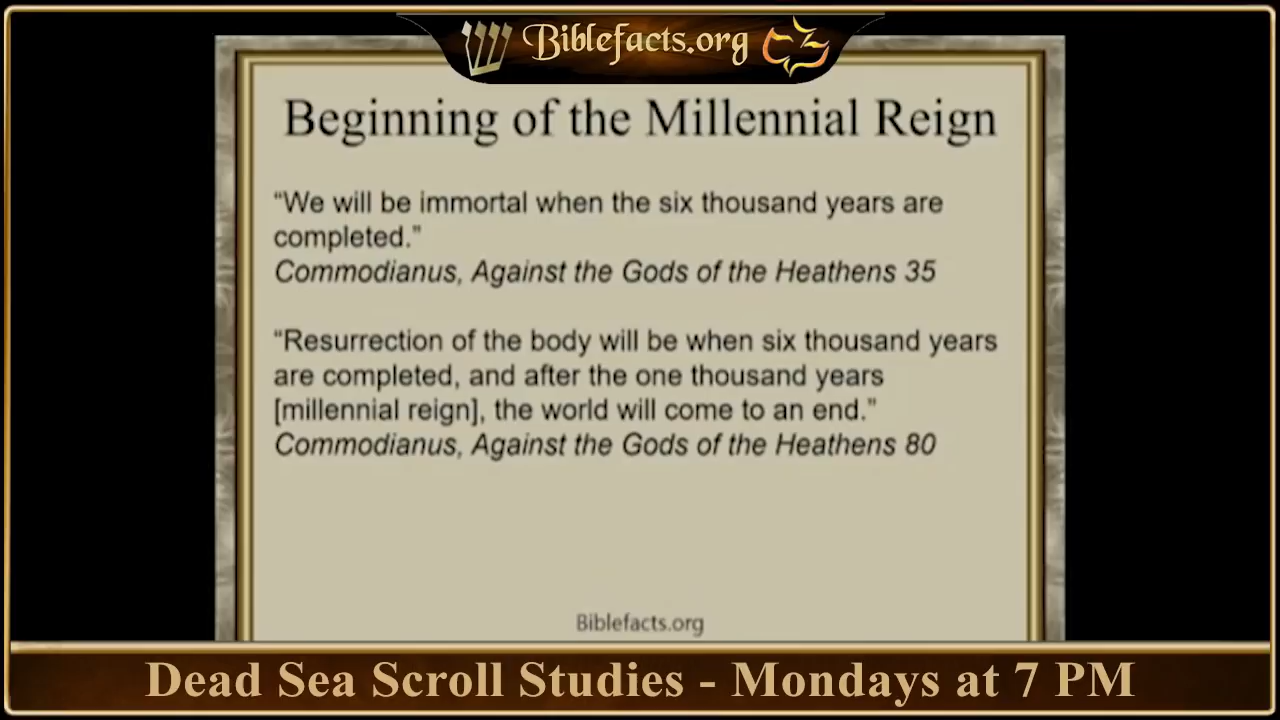 Biblefacts.org
Beginning of the Millennial Reign
“We will be immortal when the six thousand years are
completed.”
Commodianus, Against the Gods of the Heathens 35
“Resurrection of the body will be when six thousand years
are completed, and after the one thousand years
[millennial reign], the world will come to an end.”
Commodianus, Against the Gods of the Heathens 80
Biblefacts.org
Dead Sea Scroll Studies - Mondays at 7 PM